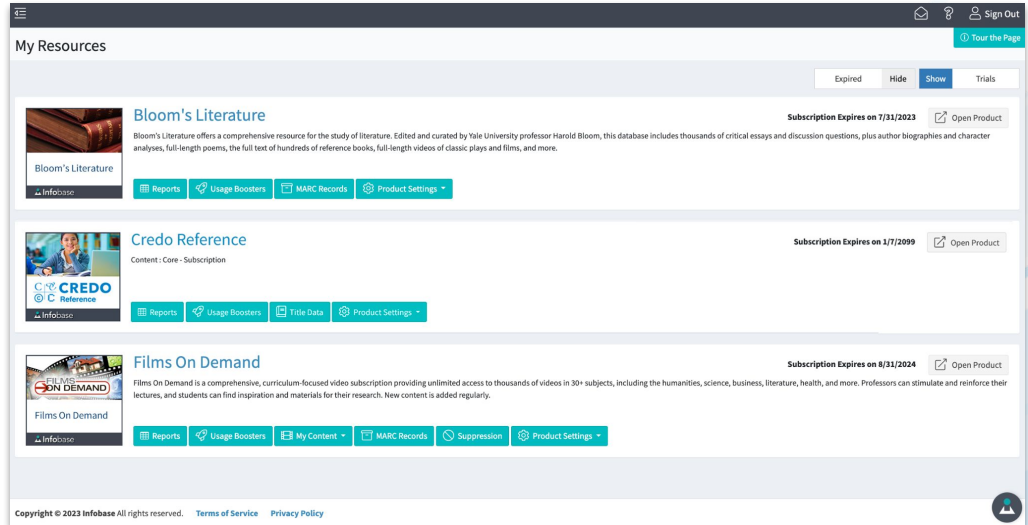 Sign Out
My Resources
Tour the Page
Expired Hide Show Trials
Bloom's Literature
Infobase
Bloom's Literature
Subscription Expires on 7/31/2023
Open Product
Bloom's Literature offers a comprehensive resource for the study of literature. Edited and curated by Yale University professor Harold Bloom, this database includes thousands of critical essays and discussion questions, plus author biographies and character
analyses, full-length poems, the full text of hundreds of reference books, full-length videos of classic plays and films, and more.
Reports Usage Boosters MARC Records Product Settings
CREDO
Reference
Infobase
Credo Reference
Subscription Expires on 1/7/2099
Open Product
Content : Core - Subscription
Reports Usage Boosters Title Data Product Settings
FILMS
ON DEMAND
Films On Demand
Infobase
Films On Demand
Subscription Expires on 8/31/2024
Open Product
Films On Demand is a comprehensive, curriculum-focused video subscription providing unlimited access to thousands of videos in 30+ subjects, including the humanities, science, business, literature, health, and more. Professors can stimulate and reinforce their
lectures, and students can find inspiration and materials for their research. New content is added regularly.
Reports Usage Boosters My Content MARC Records Suppression Product Settings
Copyright © 2023 Infobase All rights reserved. Terms of Service Privacy Policy